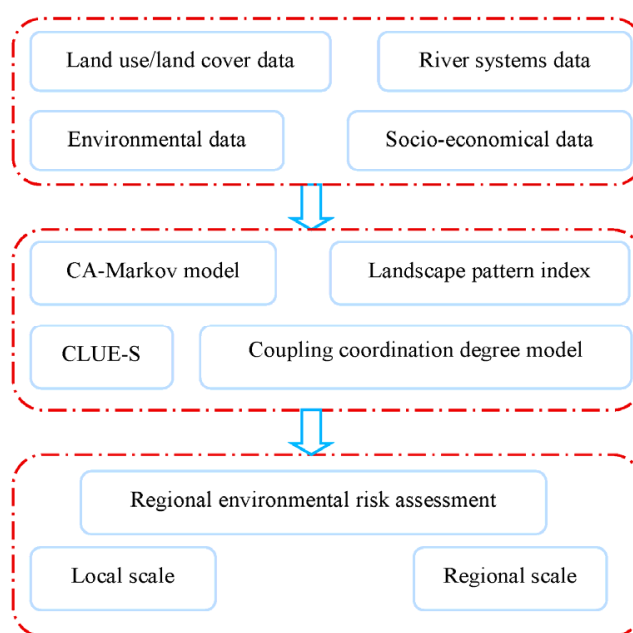 Land use/land cover data
River systems data
Environmental data
Socio-economical data
CA-Markov model
Landscape pattern index
CLUE-S
Coupling coordination degree model
Regional environmental risk assessment
Local scale
Regional scale